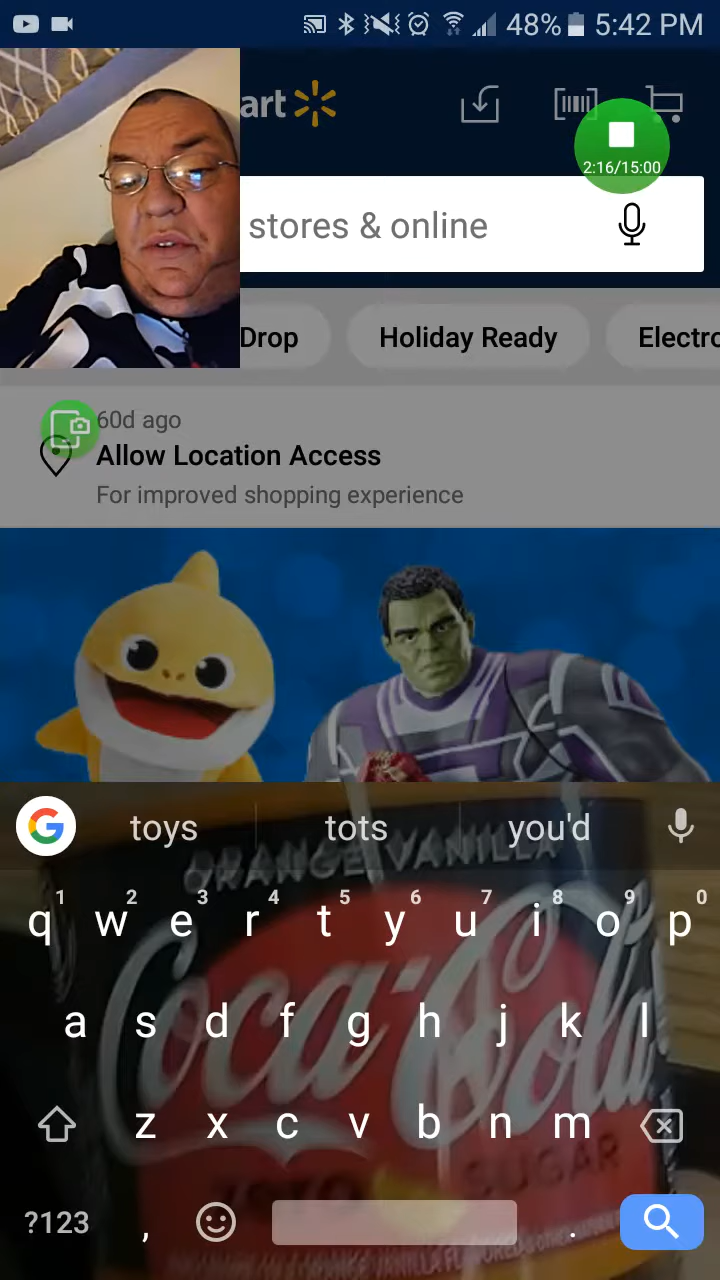 48% 5:42 PM
art
2:16/15:00
stores & online
Drop Holiday Ready Electro
60d ago
Allow Location Access
For improved shopping experience
G toys tots you'd
ORANGE VANILLA
1 2 3 4 5 6 7 8 9 0
q w e r t y u i o p
a s d f g h j k l
Coca-Cola
z x c v b n m
ZERO SUGAR
?123 , .